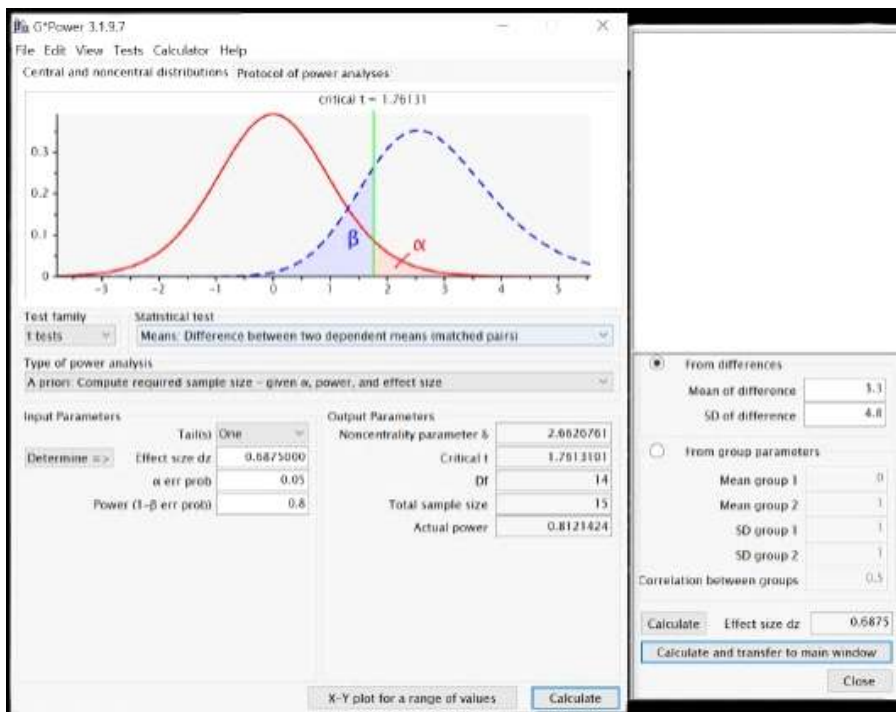 G*Power 3.1.9.7
File Edit View Tests Calculator Help
Central and noncentral distributions Protocol of power analyses
critical t = 1.76131
0.3
0.2
0.1
0
β
α
-3 -2 -1 0 1 2 3 4 5
Test family Statistical test
t tests Means: Difference between two dependent means (matched pairs)
Type of power analysis
A priori: Compute required sample size - given α, power, and effect size
Input Parameters Output Parameters
Tail(s) One Noncentrality parameter δ 2.6626761
Determine => Effect size dz 0.6875000 Critical t 1.7613101
α err prob 0.05 Df 14
Power (1-β err prob) 0.8 Total sample size 15
Actual power 0.8121424
X-Y plot for a range of values Calculate
From differences
Mean of difference 3.3
SD of difference 4.8
From group parameters
Mean group 1 0
Mean group 2 1
SD group 1 1
SD group 2 1
Correlation between groups 0.5
Calculate Effect size dz 0.6875
Calculate and transfer to main window
Close